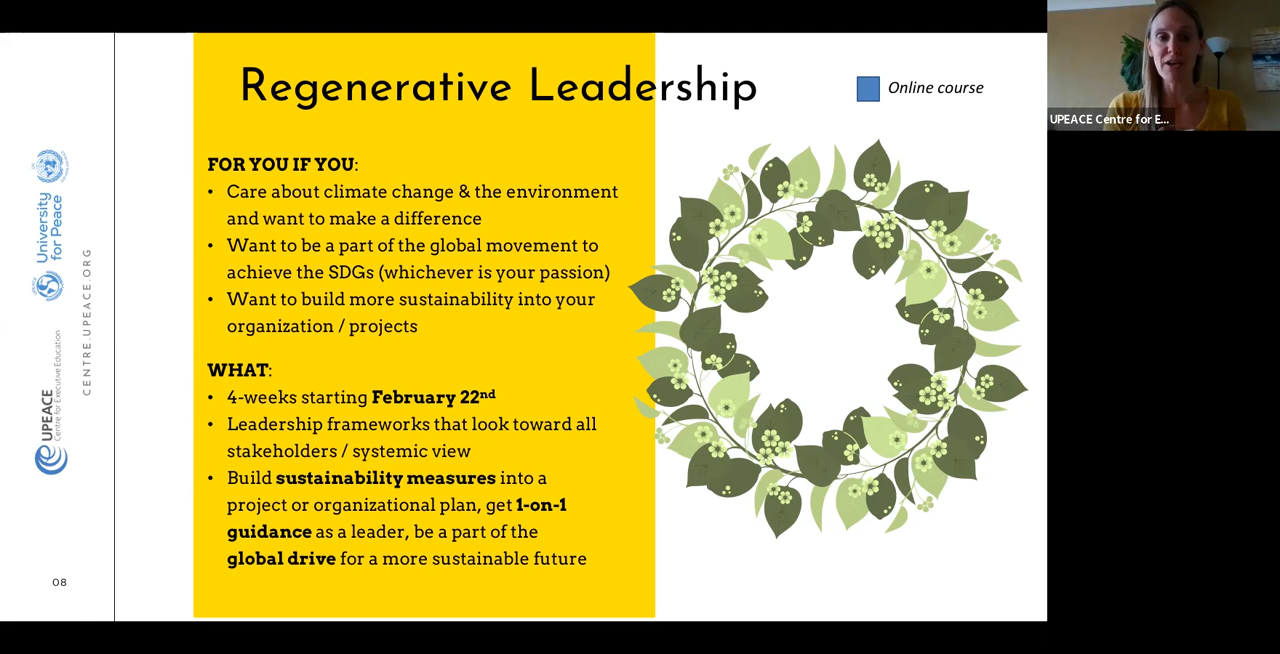 Regenerative Leadership
Online course
FOR YOU IF YOU:
• Care about climate change & the environment
and want to make a difference
• Want to be a part of the global movement to
achieve the SDGs (whichever is your passion)
• Want to build more sustainability into your
organization / projects
WHAT:
• 4-weeks starting February 22nd
• Leadership frameworks that look toward all
stakeholders / systemic view
• Build sustainability measures into a
project or organizational plan, get 1-on-1
guidance as a leader, be a part of the
global drive for a more sustainable future
University
for Peace
UPEACE
Centre for Executive Education
CENTRE.UPEACE.ORG
08
UPEACE Centre for E...